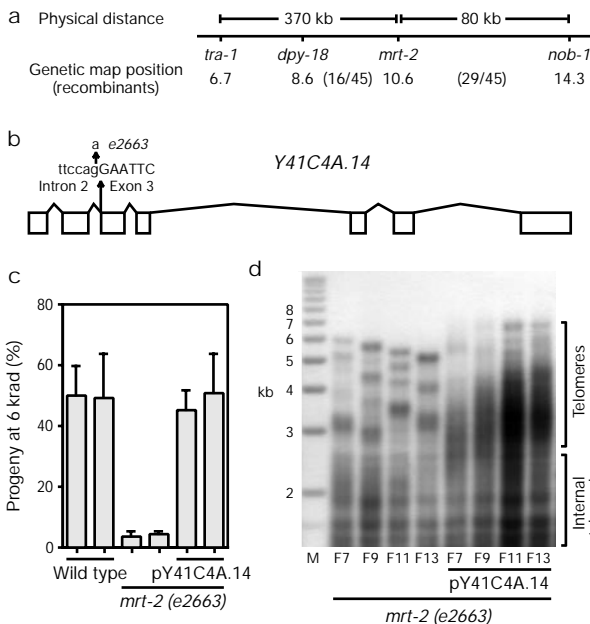 a Physical distance 370 kb 80 kb
tra-1 dpy-18 mrt-2 nob-1
Genetic map position
(recombinants)
6.7 8.6 (16/45) 10.6 (29/45) 14.3
b
a e2663
ttccagGAATTC
Intron 2 Exon 3
Y41C4A.14
c
Progeny at 6 krad (%)
80
60
40
20
0
Wild type pY41C4A.14
mrt-2 (e2663)
d
8
7
6
5
4
kb
3
2
Telomeres
Internal
M F7 F9 F11 F13 F7 F9 F11 F13
pY41C4A.14
mrt-2 (e2663)